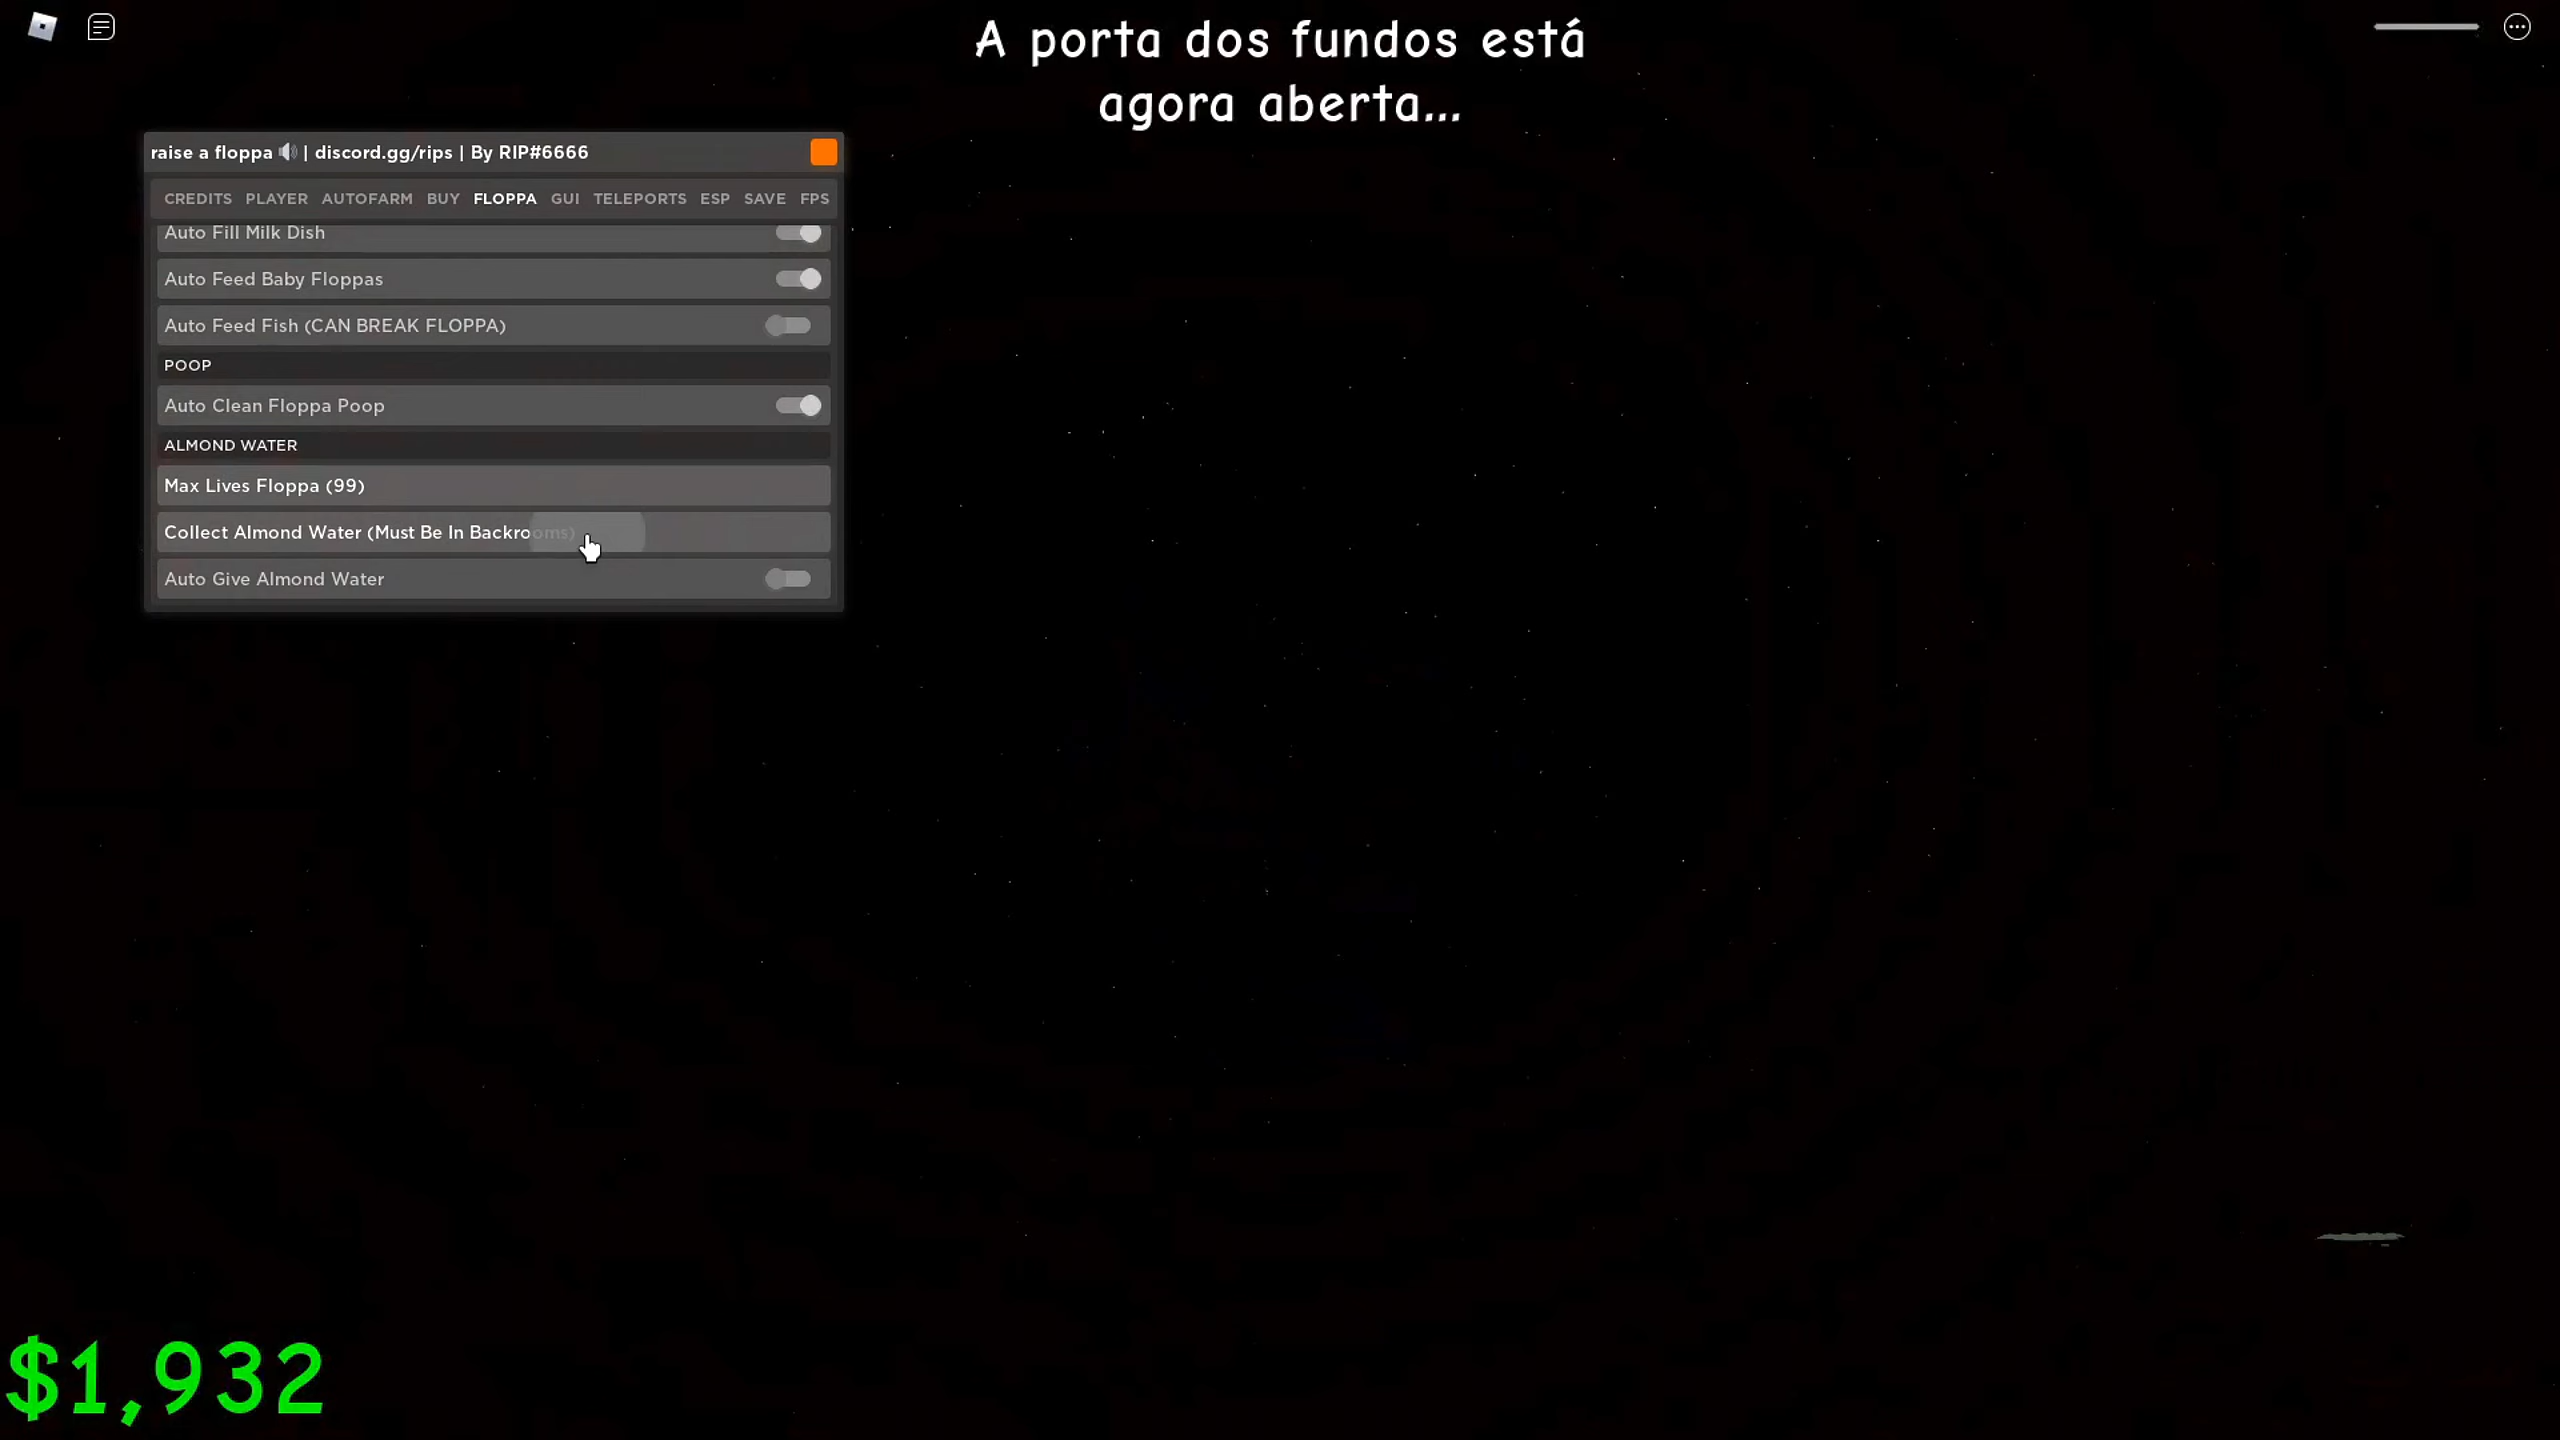 A porta dos fundos está
agora aberta...
raise a floppa 🔊 | discord.gg/rips | By RIP#6666
CREDITS PLAYER AUTOFARM BUY FLOPPA GUI TELEPORTS ESP SAVE FPS
Auto Fill Milk Dish
Auto Feed Baby Floppas
Auto Feed Fish (CAN BREAK FLOPPA)
POOP
Auto Clean Floppa Poop
ALMOND WATER
Max Lives Floppa (99)
Collect Almond Water (Must Be In Backrooms)
Auto Give Almond Water
$1,932